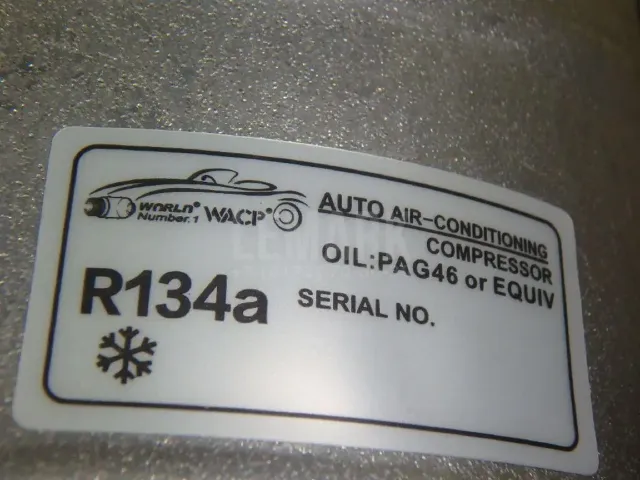 WORLD®
Number.1 WACP®
AUTO AIR-CONDITIONING
COMPRESSOR
OIL:PAG46 or EQUIV
R134a
SERIAL NO.